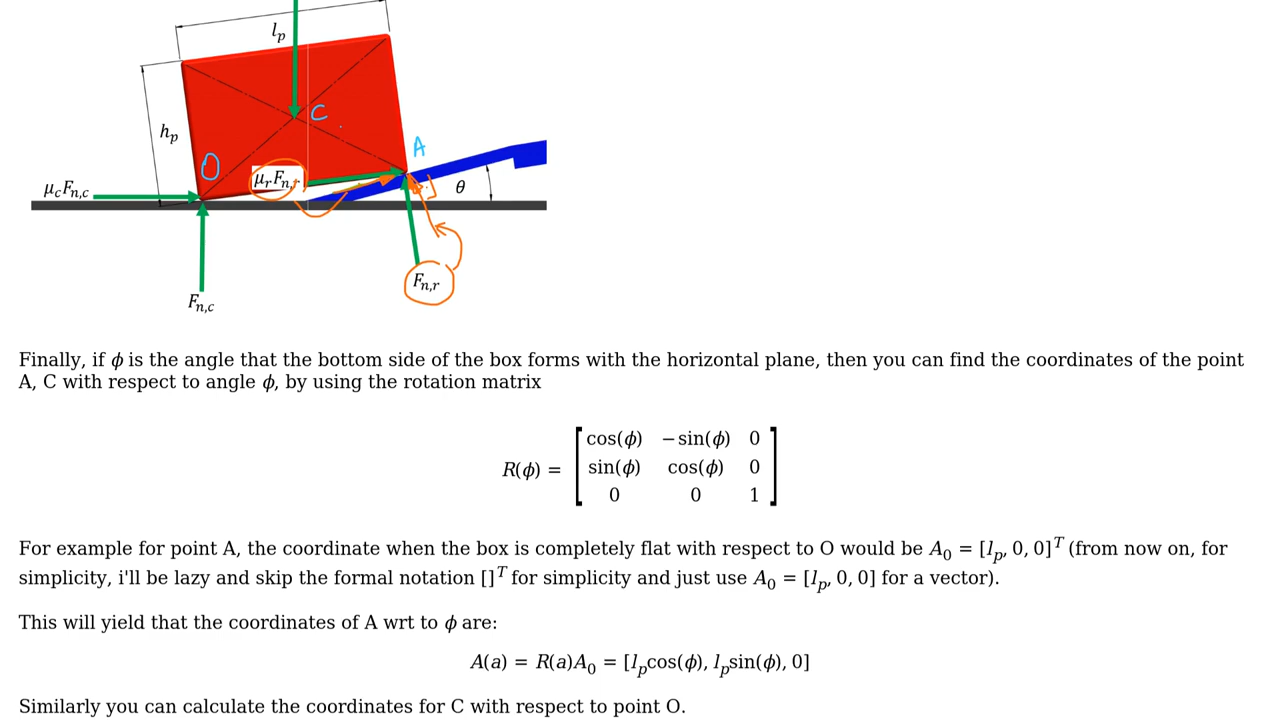 l_p
C
h_p
A
O
μ_r F_n,r
μ_c F_n,c
θ
F_n,r
F_n,c
Finally, if ϕ is the angle that the bottom side of the box forms with the horizontal plane, then you can find the coordinates of the point
A, C with respect to angle ϕ, by using the rotation matrix
cos(ϕ) − sin(ϕ) 0
R(ϕ) = sin(ϕ) cos(ϕ) 0
0 0 1
For example for point A, the coordinate when the box is completely flat with respect to O would be A_0 = [l_p, 0, 0]^T (from now on, for
simplicity, i'll be lazy and skip the formal notation []^T for simplicity and just use A_0 = [l_p, 0, 0] for a vector).
This will yield that the coordinates of A wrt to ϕ are:
A(a) = R(a)A_0 = [l_p cos(ϕ), l_p sin(ϕ), 0]
Similarly you can calculate the coordinates for C with respect to point O.